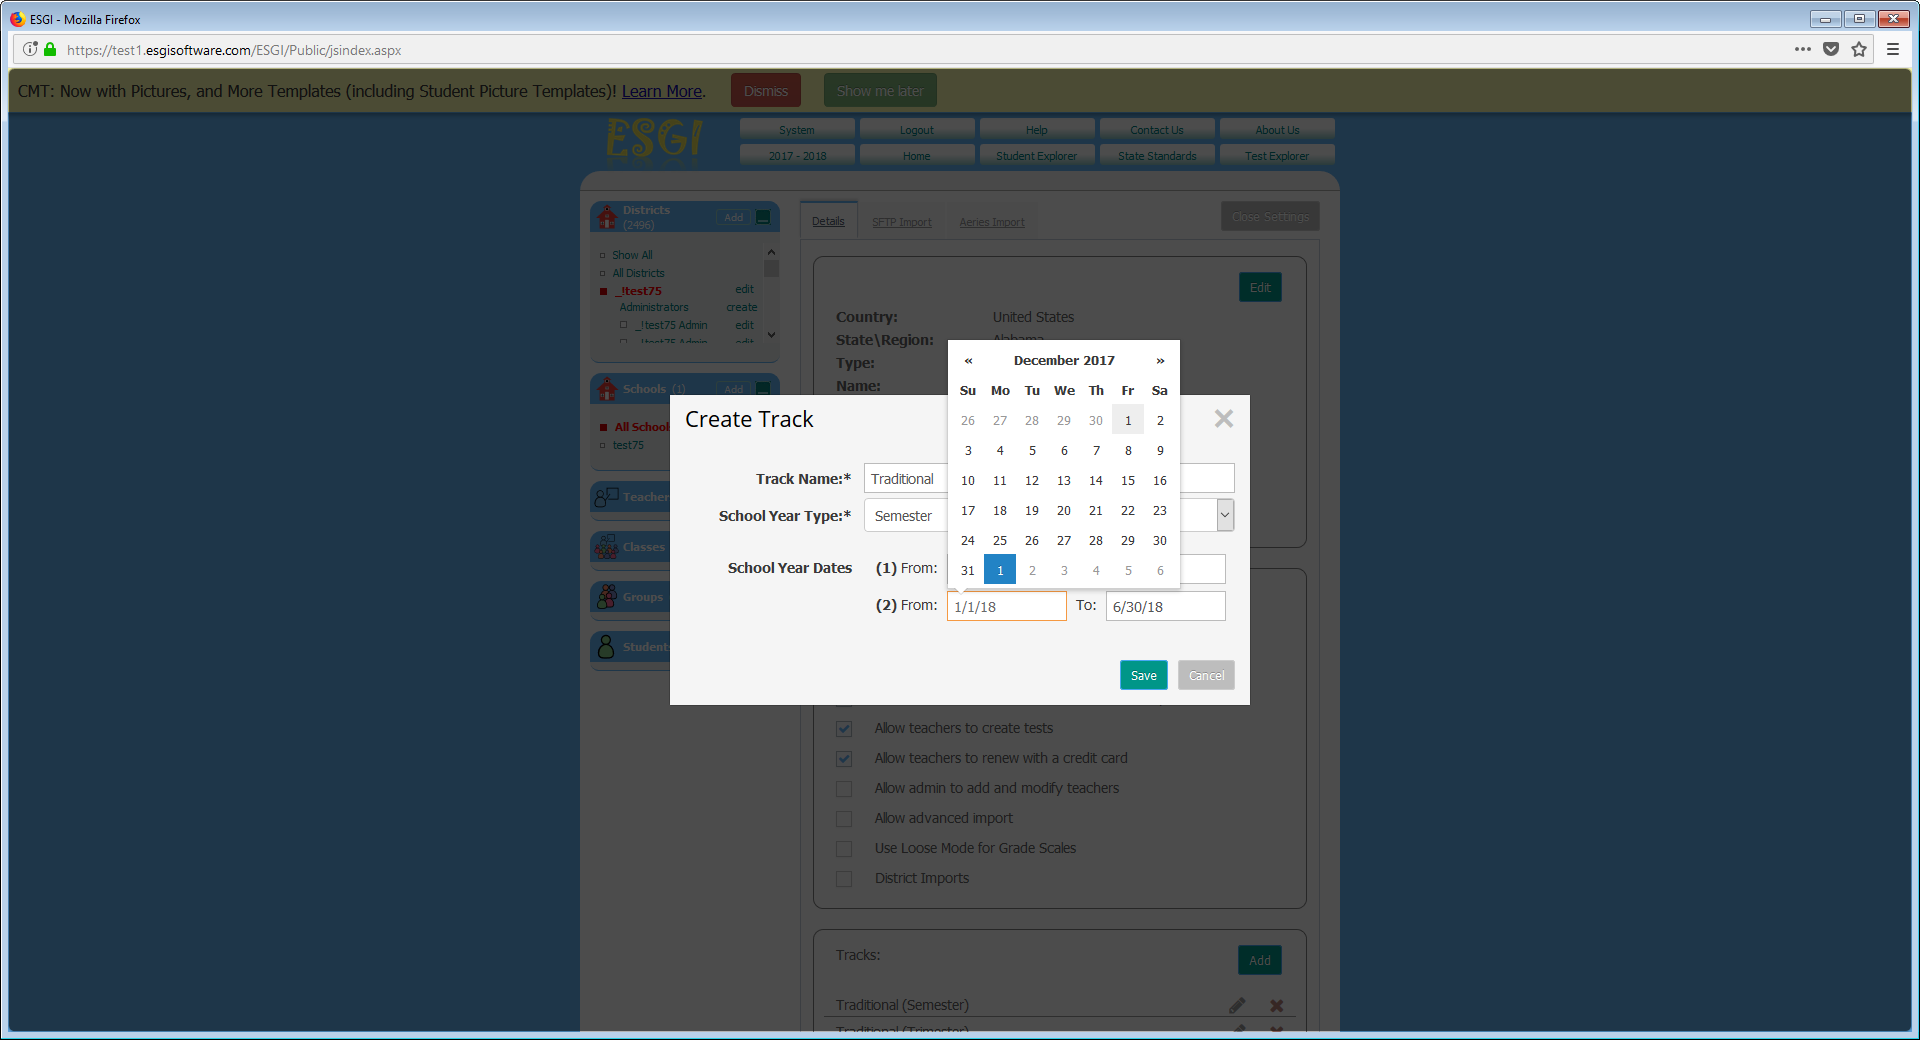 ESGI - Mozilla Firefox
https://test1.esgisoftware.com/ESGI/Public/jsindex.aspx
CMT: Now with Pictures, and More Templates (including Student Picture Templates)! Learn More. Dismiss Show me later
ESGI
System Logout Help Contact Us About Us
2017 - 2018 Home Student Explorer State Standards Test Explorer
Districts (2496) Add
Show All
All Districts
_!test75 edit
Administrators create
_!test75 Admin edit
_!test75 Admin edit
Schools (1) Add
All School
test75
Teacher
Classes
Groups
Student
Details SFTP Import Aeries Import Close Settings
Edit
Country: United States
State\Region: Alabama
Type:
Name:
December 2017
« »
Su Mo Tu We Th Fr Sa
26 27 28 29 30 1 2
3 4 5 6 7 8 9
10 11 12 13 14 15 16
17 18 19 20 21 22 23
24 25 26 27 28 29 30
31 1 2 3 4 5 6
Create Track
Track Name:* Traditional
School Year Type:* Semester
School Year Dates (1) From:
(2) From: 1/1/18 To: 6/30/18
Save Cancel
Allow teachers to create tests
Allow teachers to renew with a credit card
Allow admin to add and modify teachers
Allow advanced import
Use Loose Mode for Grade Scales
District Imports
Tracks: Add
Traditional (Semester)
Traditional (Trimester)